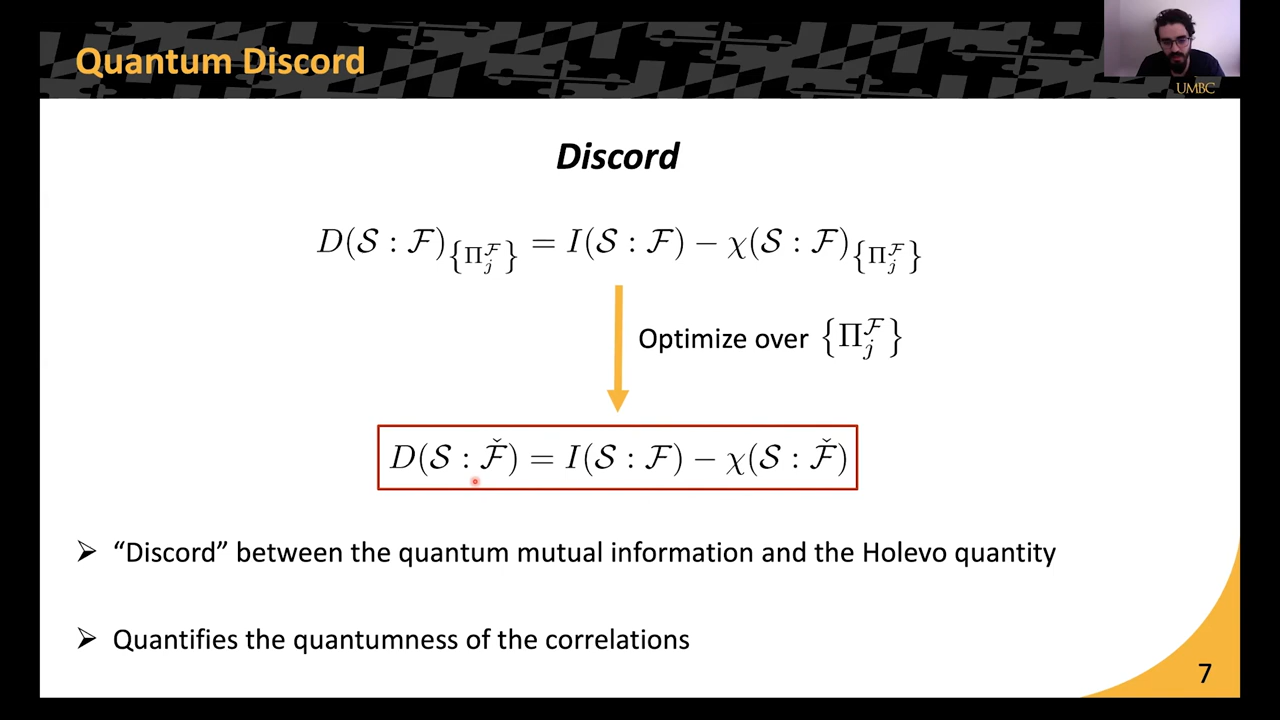 Quantum Discord
UMBC
Discord
D(𝒮 : ℱ)_{Π_j^ℱ} = I(𝒮 : ℱ) − χ(𝒮 : ℱ)_{Π_j^ℱ}
Optimize over {Π_j^ℱ}
D(𝒮 : ℱ̌) = I(𝒮 : ℱ) − χ(𝒮 : ℱ̌)
➢ “Discord” between the quantum mutual information and the Holevo quantity
➢ Quantifies the quantumness of the correlations
7